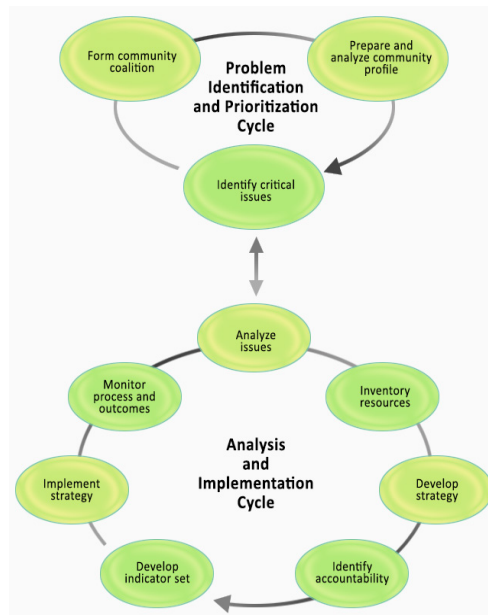 Form community
coalition
Prepare and
analyze community
profile
Problem
Identification
and Prioritization
Cycle
Identify critical
issues
Analyze
issues
Monitor
process and
outcomes
Inventory
resources
Analysis
and
Implementation
Cycle
Implement
strategy
Develop
strategy
Develop
indicator set
Identify
accountability